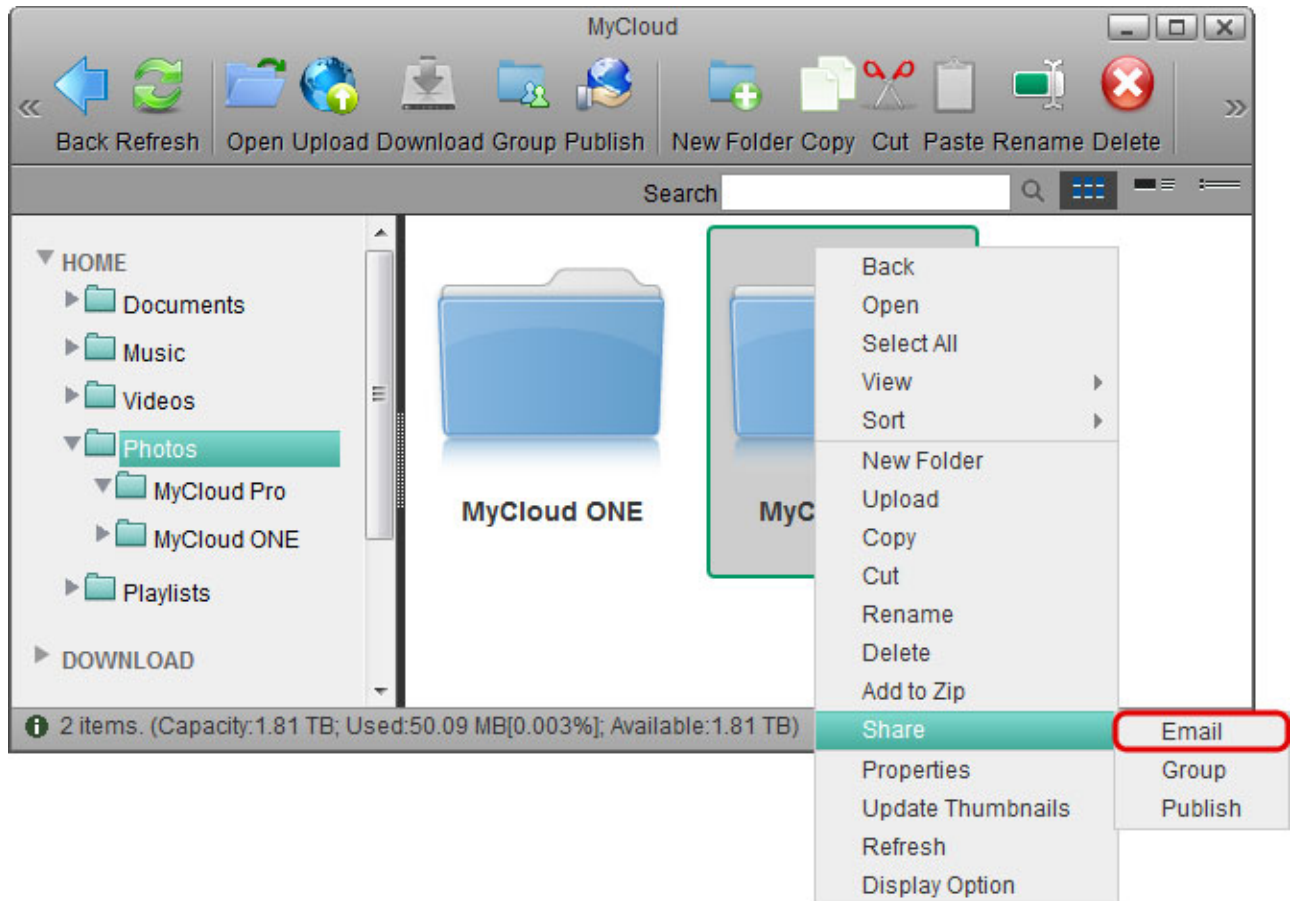 MyCloud
Back Refresh Open Upload Download Group Publish New Folder Copy Cut Paste Rename Delete
Search
HOME
Documents
Music
Videos
Photos
MyCloud Pro
MyCloud ONE
Playlists
DOWNLOAD
MyCloud ONE
MyC
Back
Open
Select All
View
Sort
New Folder
Upload
Copy
Cut
Rename
Delete
Add to Zip
Share
Properties
Update Thumbnails
Refresh
Display Option
Email
Group
Publish
2 items. (Capacity:1.81 TB; Used:50.09 MB[0.003%]; Available:1.81 TB)